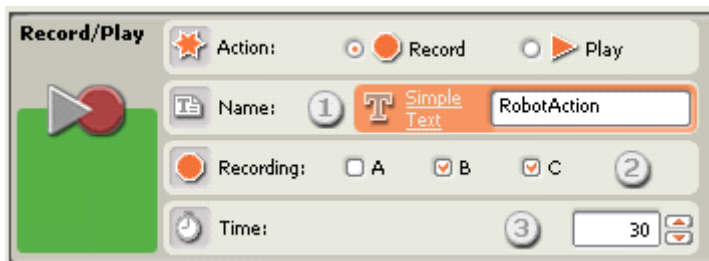 Record/Play
Action: Record Play
Name: 1 T Simple Text RobotAction
Recording: A B C 2
Time: 3 30